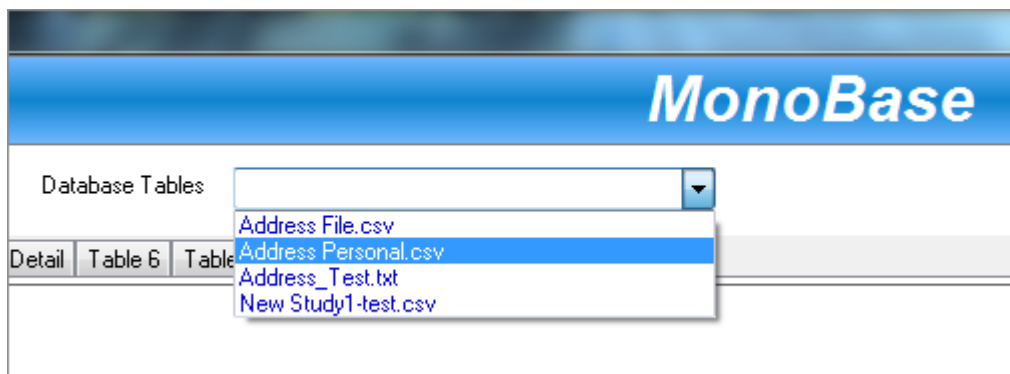 MonoBase
Database Tables
Address File.csv
Address Personal.csv
Address_Test.txt
New Study1-test.csv
Detail Table 6 Table